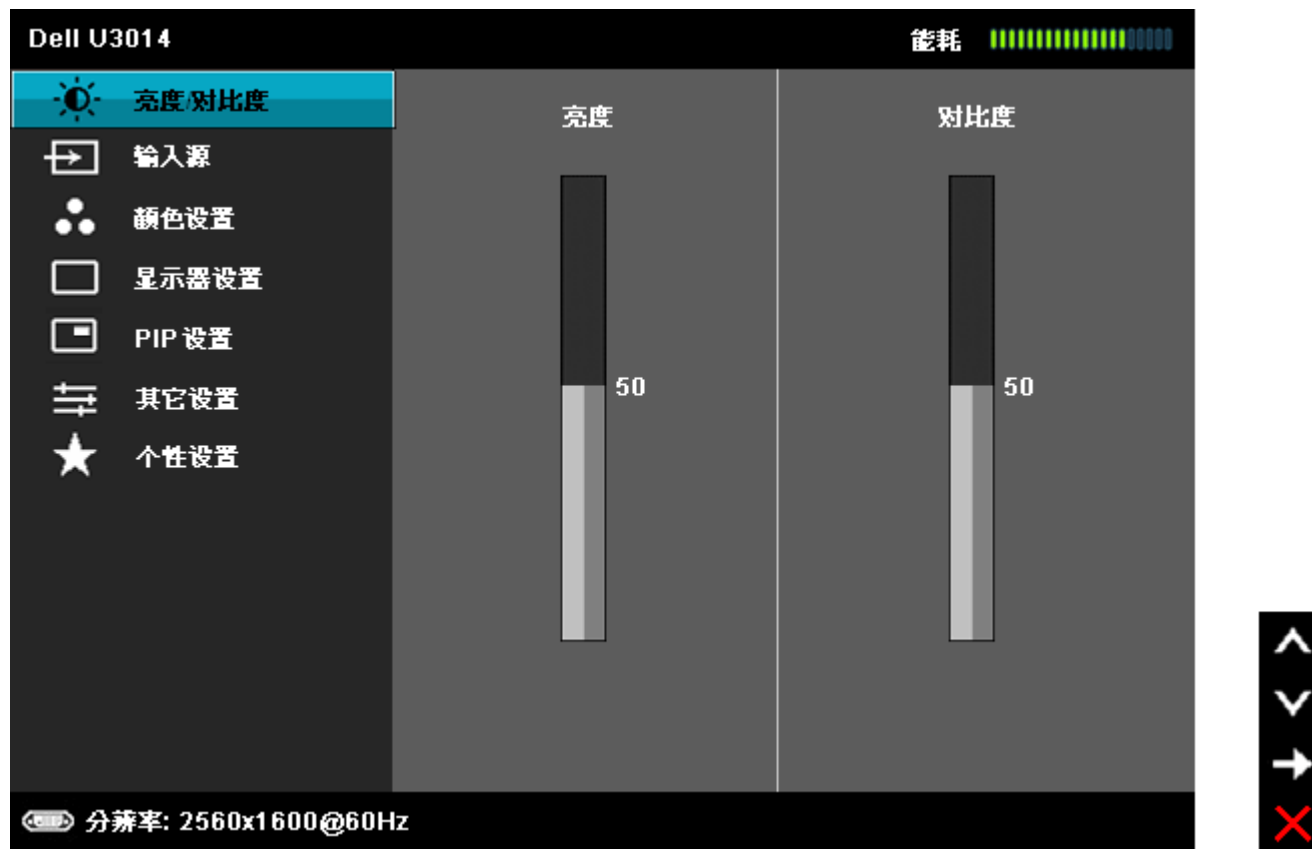 Dell U3014
能耗
亮度/对比度
输入源
颜色设置
显示器设置
PIP 设置
其它设置
个性设置
亮度
50
对比度
50
分辨率: 2560x1600@60Hz